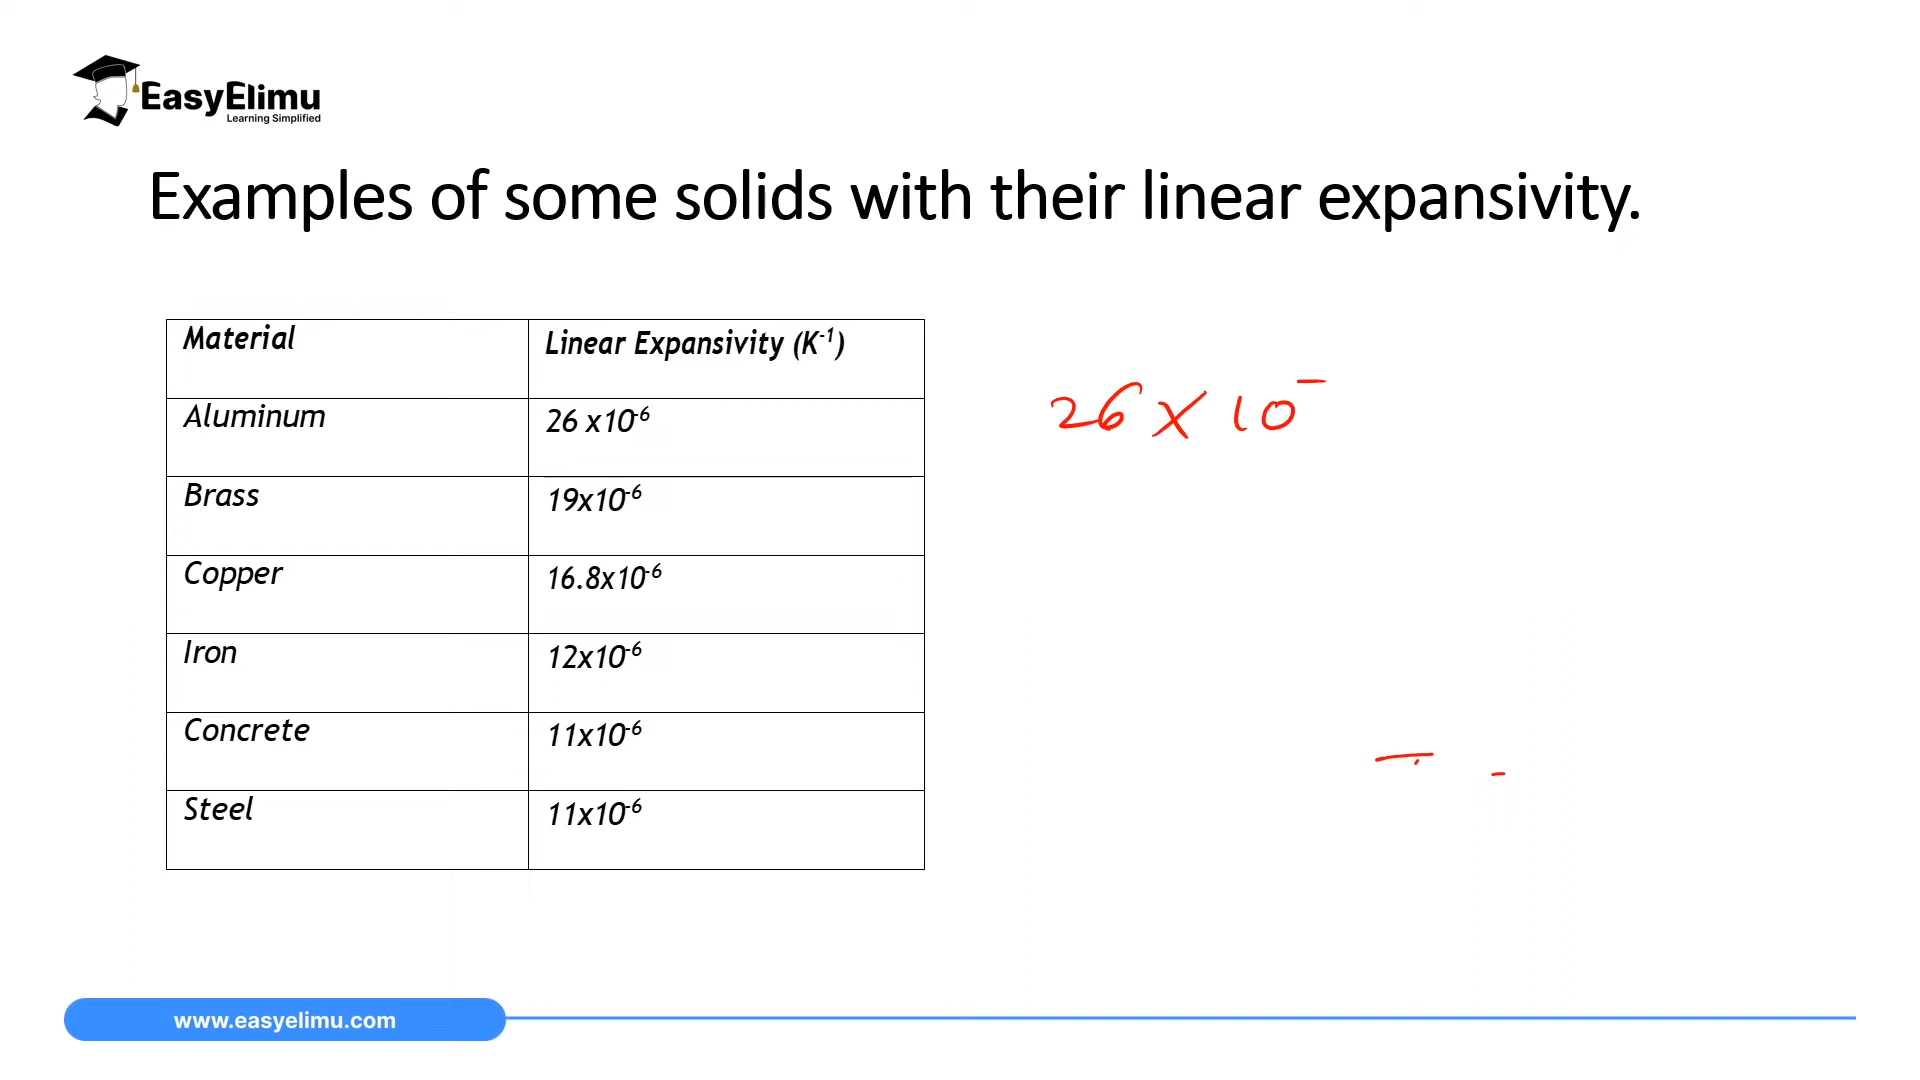 EasyElimu
Learning Simplified
Examples of some solids with their linear expansivity.
Material Linear Expansivity (K⁻¹)
Aluminum 26 x10⁻⁶
Brass 19x10⁻⁶
Copper 16.8x10⁻⁶
Iron 12x10⁻⁶
Concrete 11x10⁻⁶
Steel 11x10⁻⁶
26 X 10⁻
www.easyelimu.com